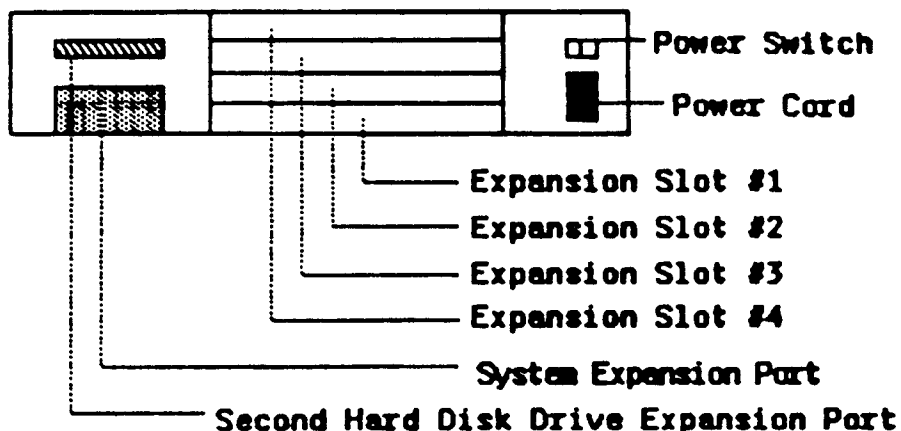 Power Switch
Power Cord
Expansion Slot #1
Expansion Slot #2
Expansion Slot #3
Expansion Slot #4
System Expansion Port
Second Hard Disk Drive Expansion Port